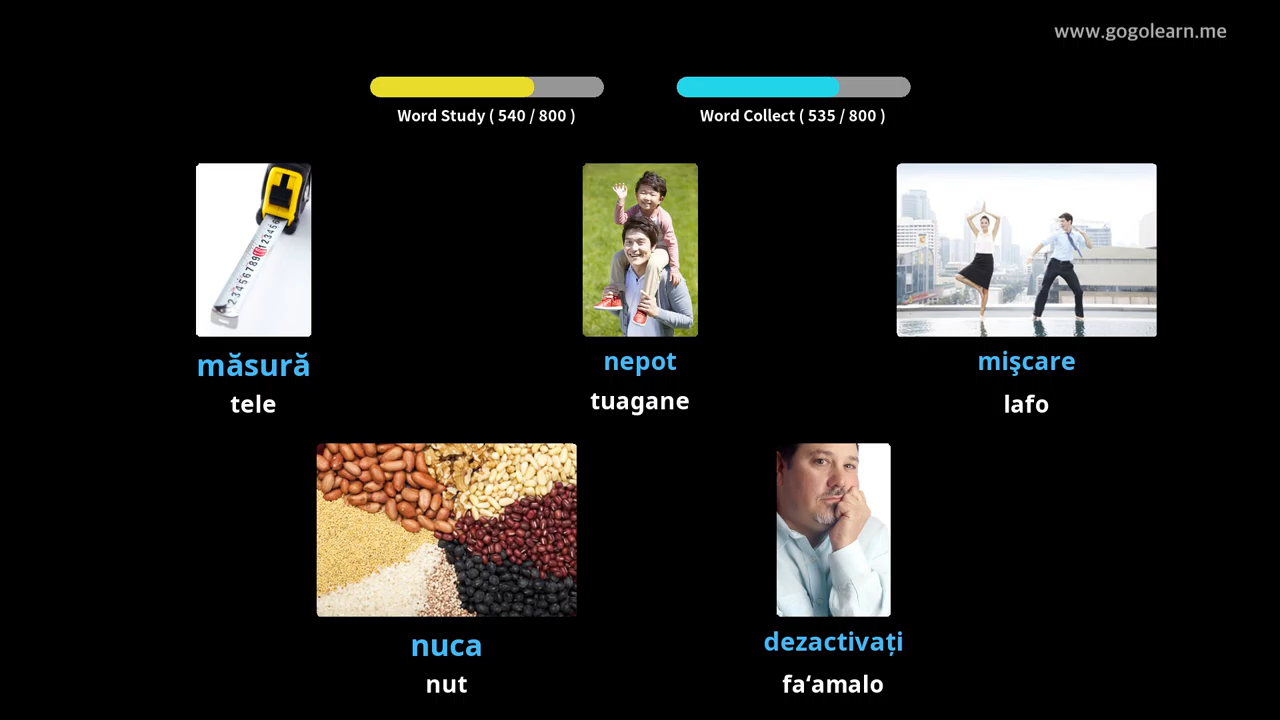 www.gogolearn.me
Word Study ( 540 / 800 )
Word Collect ( 535 / 800 )
măsură
tele
nepot
tuagane
mişcare
lafo
nuca
nut
dezactivați
fa‘amalo